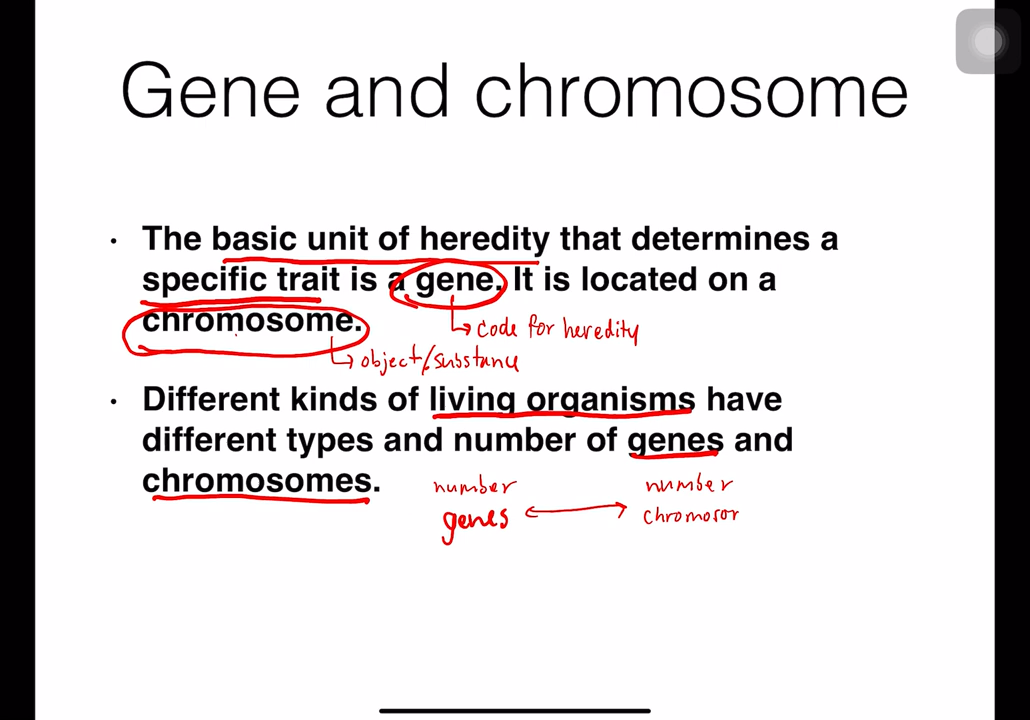 Gene and chromosome
• The basic unit of heredity that determines a
specific trait is a gene. It is located on a
chromosome.
code for heredity
object/substance
• Different kinds of living organisms have
different types and number of genes and
chromosomes.
number number
genes chromosor